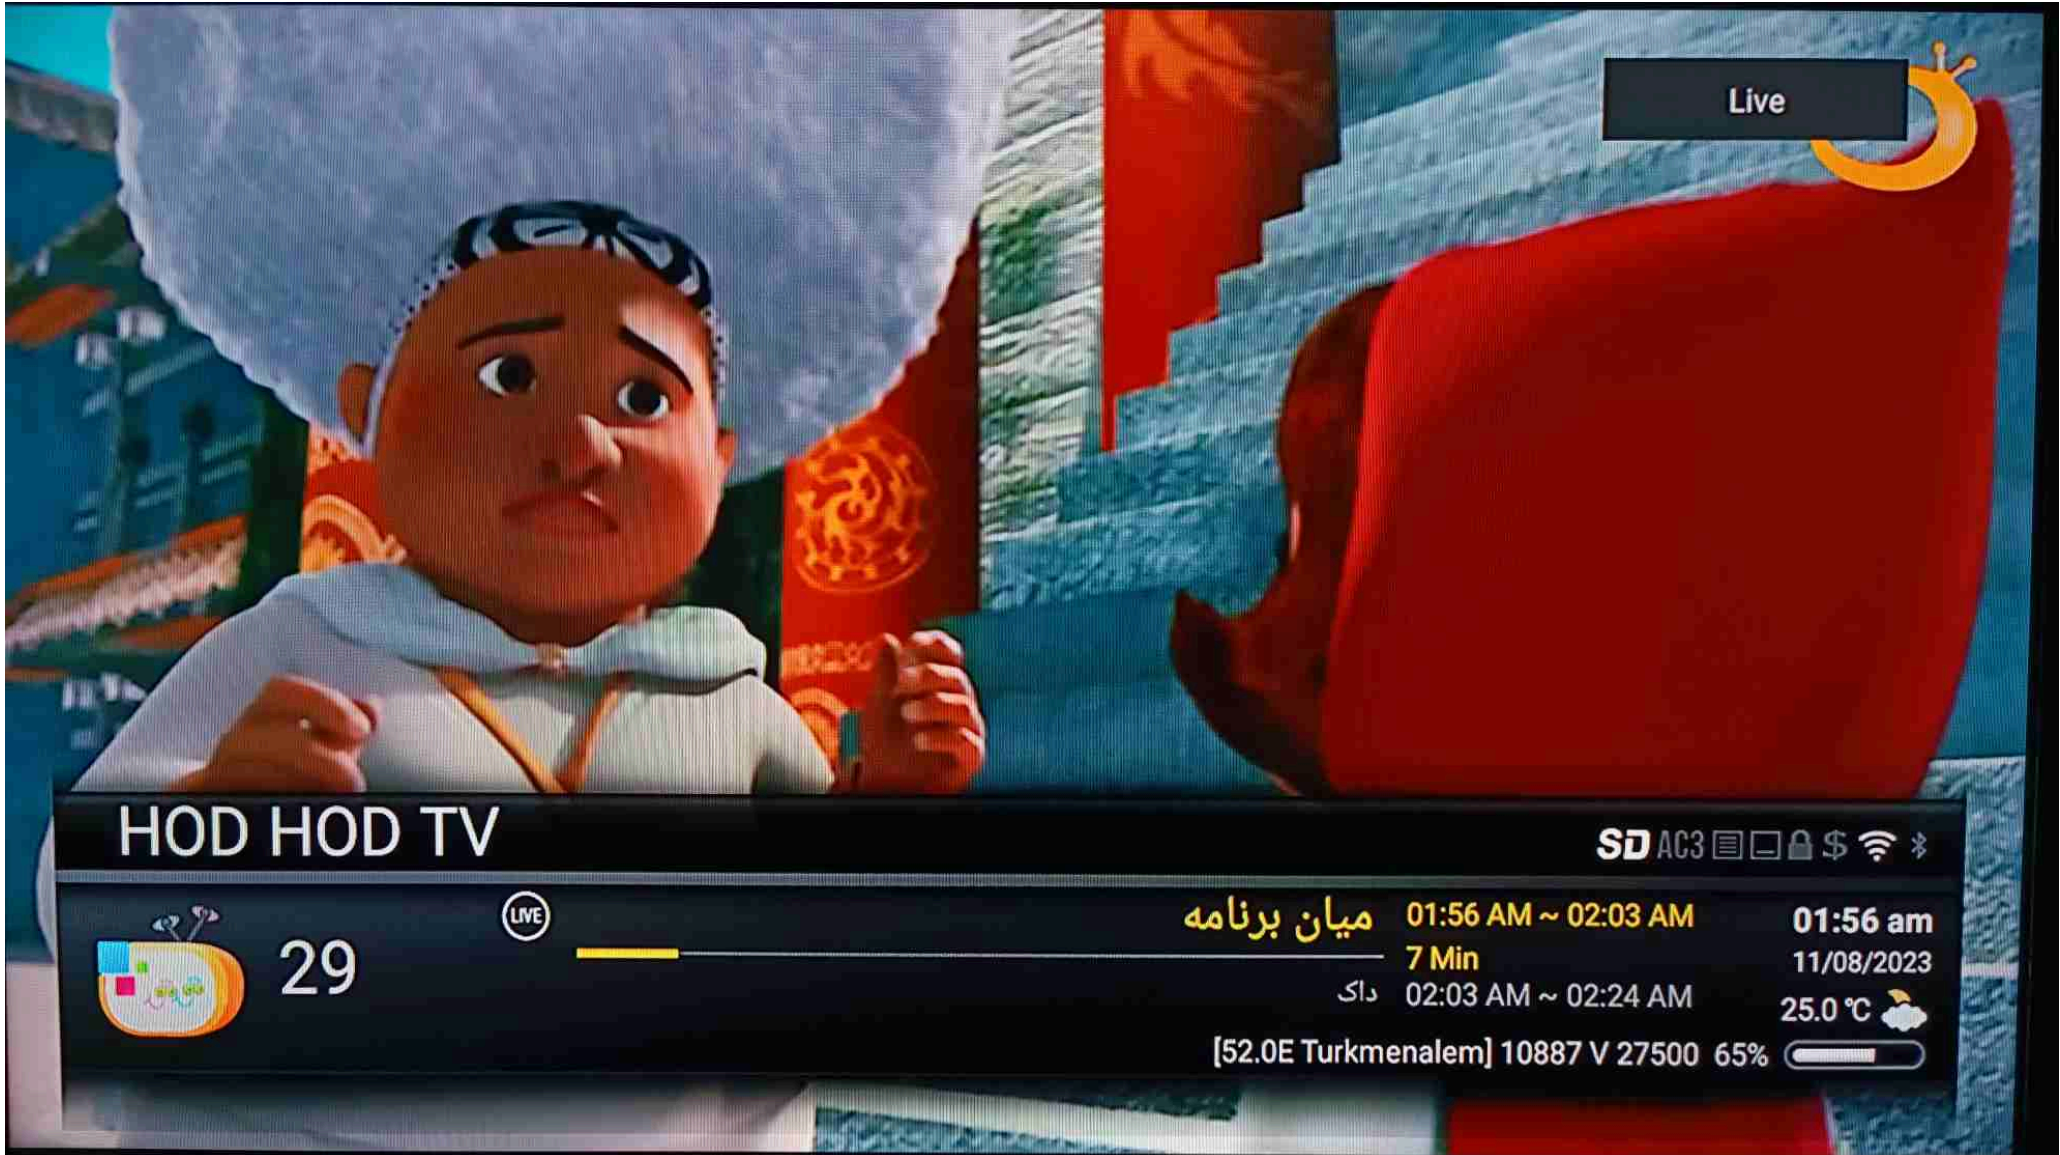 Live
HOD HOD TV
SD AC3 $
29
LIVE
میان برنامه 01:56 AM ~ 02:03 AM
7 Min
داک 02:03 AM ~ 02:24 AM
01:56 am
11/08/2023
25.0 °C
[52.0E Turkmenalem] 10887 V 27500 65%